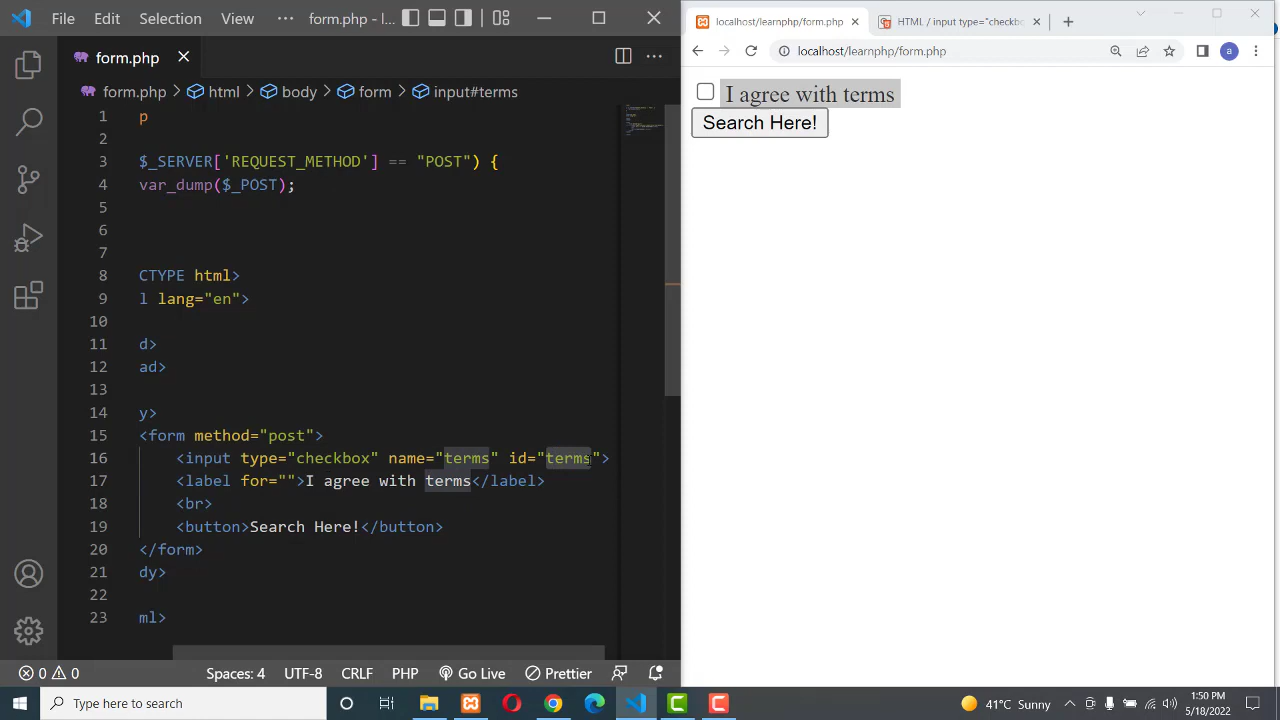 File Edit Selection View ··· form.php - l...
form.php
form.php > html > body > form > input#terms
1 p
2
3 $_SERVER['REQUEST_METHOD'] == "POST") {
4 var_dump($_POST);
5
6
7
8 CTYPE html>
9 l lang="en">
10
11 d>
12 ad>
13
14 y>
15 <form method="post">
16 <input type="checkbox" name="terms" id="terms">
17 <label for="">I agree with terms</label>
18 <br>
19 <button>Search Here!</button>
20 </form>
21 dy>
22
23 ml>
0 0 Spaces: 4 UTF-8 CRLF PHP Go Live Prettier
localhost/learnphp/form.php
HTML / input type="checkbo
localhost/learnphp/form.php
a
I agree with terms
Search Here!
Type here to search
41°C Sunny
1:50 PM
5/18/2022